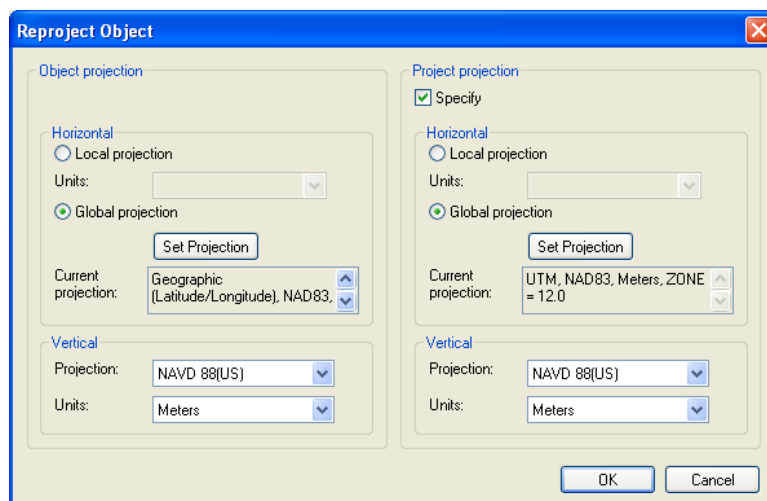 Reproject Object
Object projection
Horizontal
Local projection
Units:
Global projection
Set Projection
Current projection:
Geographic
(Latitude/Longitude), NAD83,
Vertical
Projection:
NAVD 88(US)
Units:
Meters
Project projection
Specify
Horizontal
Local projection
Units:
Global projection
Set Projection
Current projection:
UTM, NAD83, Meters, ZONE
= 12.0
Vertical
Projection:
NAVD 88(US)
Units:
Meters
OK
Cancel